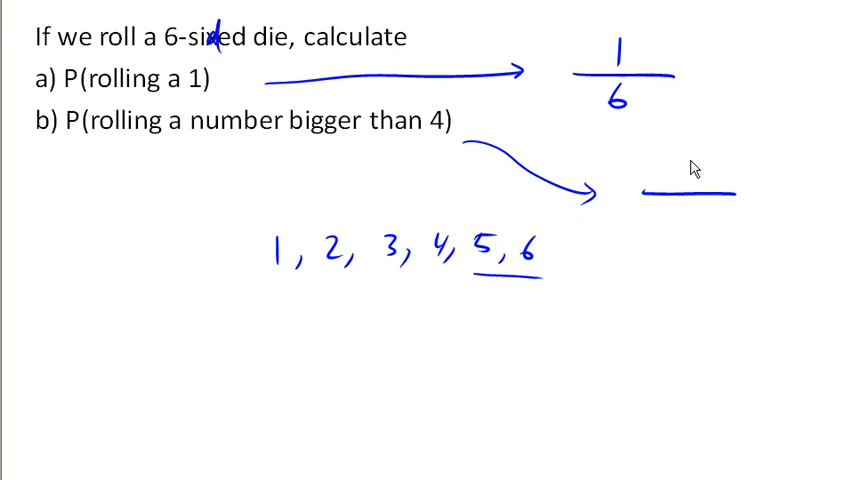 If we roll a 6-sided die, calculate
a) P(rolling a 1)
1
6
b) P(rolling a number bigger than 4)
1, 2, 3, 4, 5, 6